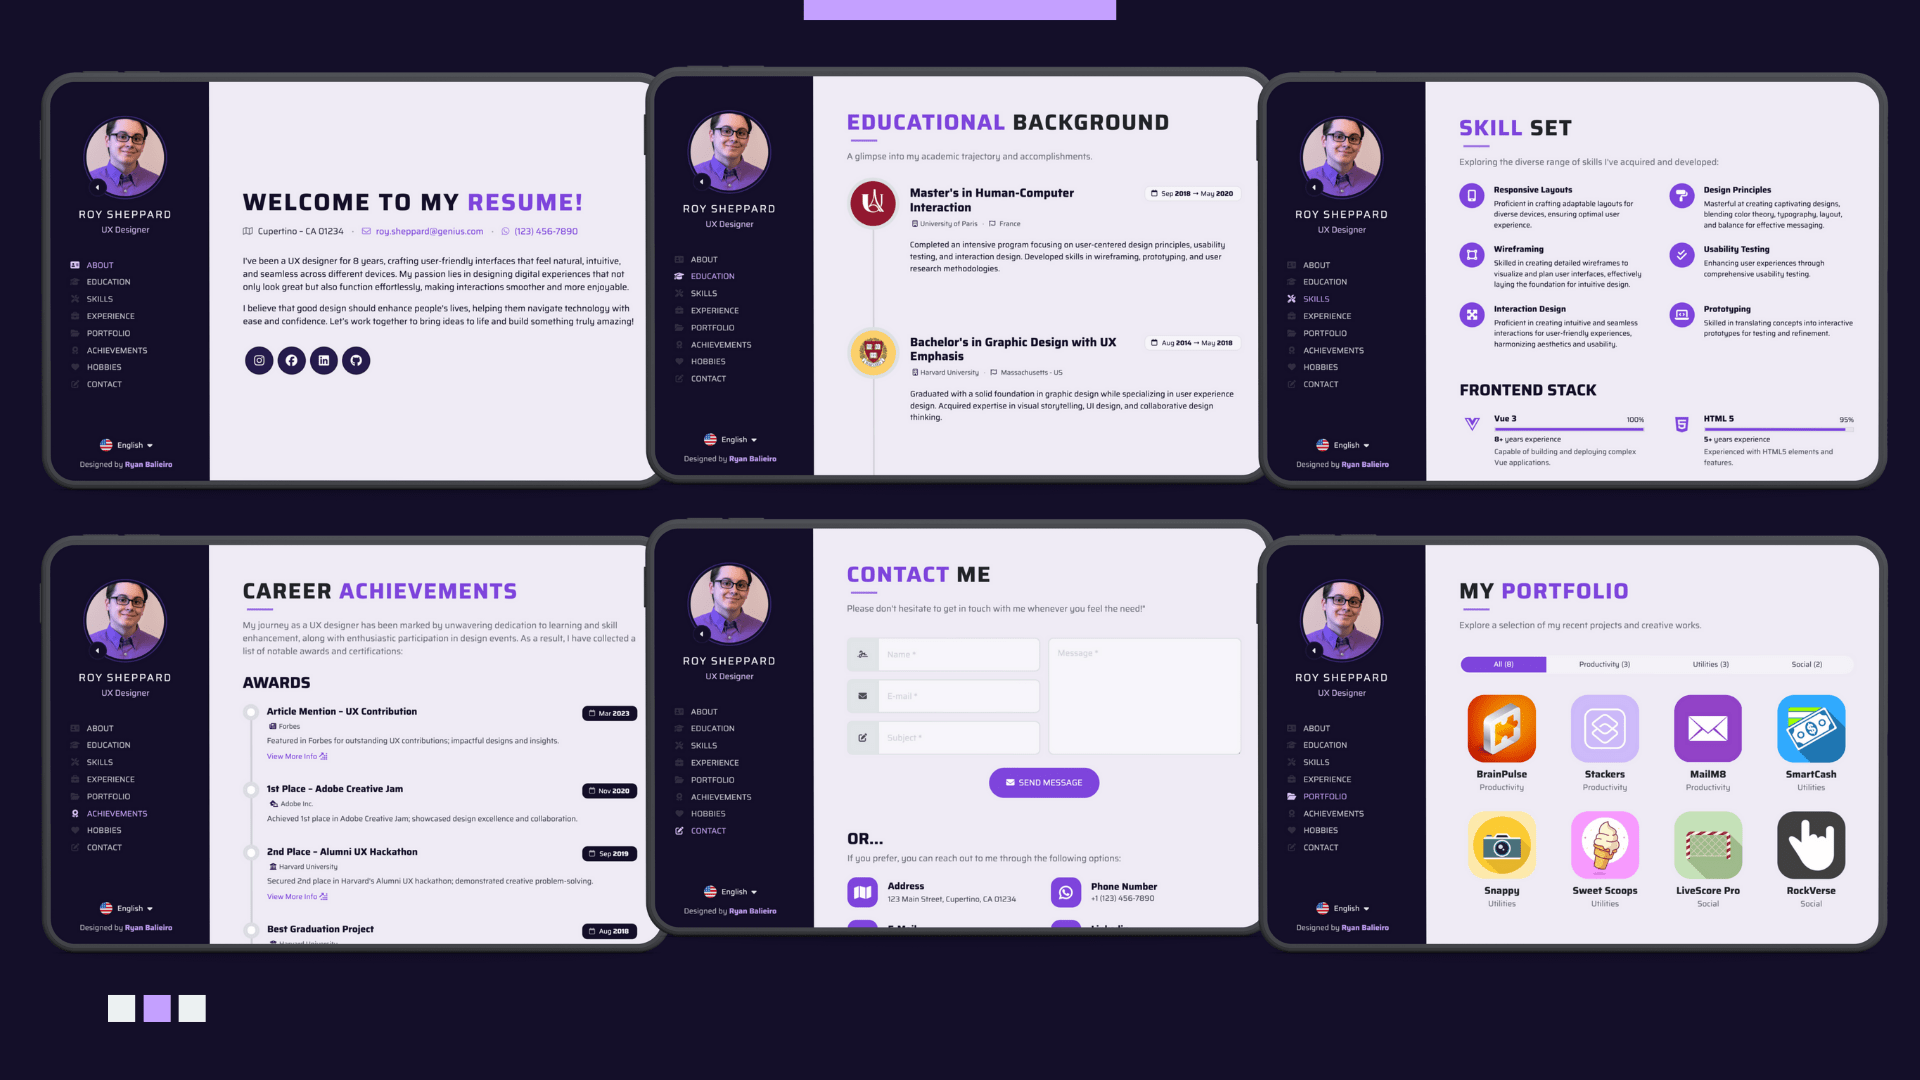 ROY SHEPPARD
UX Designer
ABOUT
EDUCATION
SKILLS
EXPERIENCE
PORTFOLIO
ACHIEVEMENTS
HOBBIES
CONTACT
English
Designed by Ryan Balieiro
WELCOME TO MY RESUME!
Cupertino - CA 01234 · roy.sheppard@genius.com · (123) 456-7890
I've been a UX designer for 8 years, crafting user-friendly interfaces that feel natural, intuitive,
and seamless across different devices. My passion lies in designing digital experiences that not
only look great but also function effortlessly, making interactions smoother and more enjoyable.
I believe that good design should enhance people's lives, helping them navigate technology with
ease and confidence. Let's work together to bring ideas to life and build something truly amazing!
ROY SHEPPARD
UX Designer
ABOUT
EDUCATION
SKILLS
EXPERIENCE
PORTFOLIO
ACHIEVEMENTS
HOBBIES
CONTACT
English
Designed by Ryan Balieiro
EDUCATIONAL BACKGROUND
A glimpse into my academic trajectory and accomplishments.
Master's in Human-Computer
Interaction
Sep 2018 → May 2020
University of Paris · France
Completed an intensive program focusing on user-centered design principles, usability
testing, and interaction design. Developed skills in wireframing, prototyping, and user
research methodologies.
Bachelor's in Graphic Design with UX
Emphasis
Aug 2014 → May 2018
Harvard University · Massachusetts - US
Graduated with a solid foundation in graphic design while specializing in user experience
design. Acquired expertise in visual storytelling, UI design, and collaborative design
thinking.
ROY SHEPPARD
UX Designer
ABOUT
EDUCATION
SKILLS
EXPERIENCE
PORTFOLIO
ACHIEVEMENTS
HOBBIES
CONTACT
English
Designed by Ryan Balieiro
SKILL SET
Exploring the diverse range of skills I've acquired and developed:
Responsive Layouts
Proficient in crafting adaptable layouts for
diverse devices, ensuring optimal user
experience.
Design Principles
Masterful at creating captivating designs,
blending color theory, typography, layout,
and balance for effective messaging.
Wireframing
Skilled in creating detailed wireframes to
visualize and plan user interfaces, effectively
laying the foundation for intuitive design.
Usability Testing
Enhancing user experiences through
comprehensive usability testing.
Interaction Design
Proficient in creating intuitive and seamless
interactions for user-friendly experiences,
harmonizing aesthetics and usability.
Prototyping
Skilled in translating concepts into interactive
prototypes for testing and refinement.
FRONTEND STACK
Vue 3 100%
8+ years experience
Capable of building and deploying complex
Vue applications.
HTML 5 95%
5+ years experience
Experienced with HTML5 elements and
features.
ROY SHEPPARD
UX Designer
ABOUT
EDUCATION
SKILLS
EXPERIENCE
PORTFOLIO
ACHIEVEMENTS
HOBBIES
CONTACT
English
Designed by Ryan Balieiro
CAREER ACHIEVEMENTS
My journey as a UX designer has been marked by unwavering dedication to learning and skill
enhancement, along with enthusiastic participation in design events. As a result, I have collected a
list of notable awards and certifications:
AWARDS
Article Mention - UX Contribution
Mar 2023
Forbes
Featured in Forbes for outstanding UX contributions; impactful designs and insights.
View More Info
1st Place - Adobe Creative Jam
Nov 2020
Adobe Inc.
Achieved 1st place in Adobe Creative Jam; showcased design excellence and collaboration.
2nd Place - Alumni UX Hackathon
Sep 2019
Harvard University
Secured 2nd place in Harvard's Alumni UX hackathon; demonstrated creative problem-solving.
View More Info
Best Graduation Project
Aug 2018
ROY SHEPPARD
UX Designer
ABOUT
EDUCATION
SKILLS
EXPERIENCE
PORTFOLIO
ACHIEVEMENTS
HOBBIES
CONTACT
English
Designed by Ryan Balieiro
CONTACT ME
Please don't hesitate to get in touch with me whenever you feel the need!"
Name *
E-mail *
Subject *
Message *
SEND MESSAGE
OR...
If you prefer, you can reach out to me through the following options:
Address
123 Main Street, Cupertino, CA 01234
Phone Number
+1 (123) 456-7890
ROY SHEPPARD
UX Designer
ABOUT
EDUCATION
SKILLS
EXPERIENCE
PORTFOLIO
ACHIEVEMENTS
HOBBIES
CONTACT
English
Designed by Ryan Balieiro
MY PORTFOLIO
Explore a selection of my recent projects and creative works.
All (8) Productivity (3) Utilities (3) Social (2)
BrainPulse
Productivity
Stackers
Productivity
MailM8
Productivity
SmartCash
Utilities
Snappy
Utilities
Sweet Scoops
Utilities
LiveScore Pro
Social
RockVerse
Social